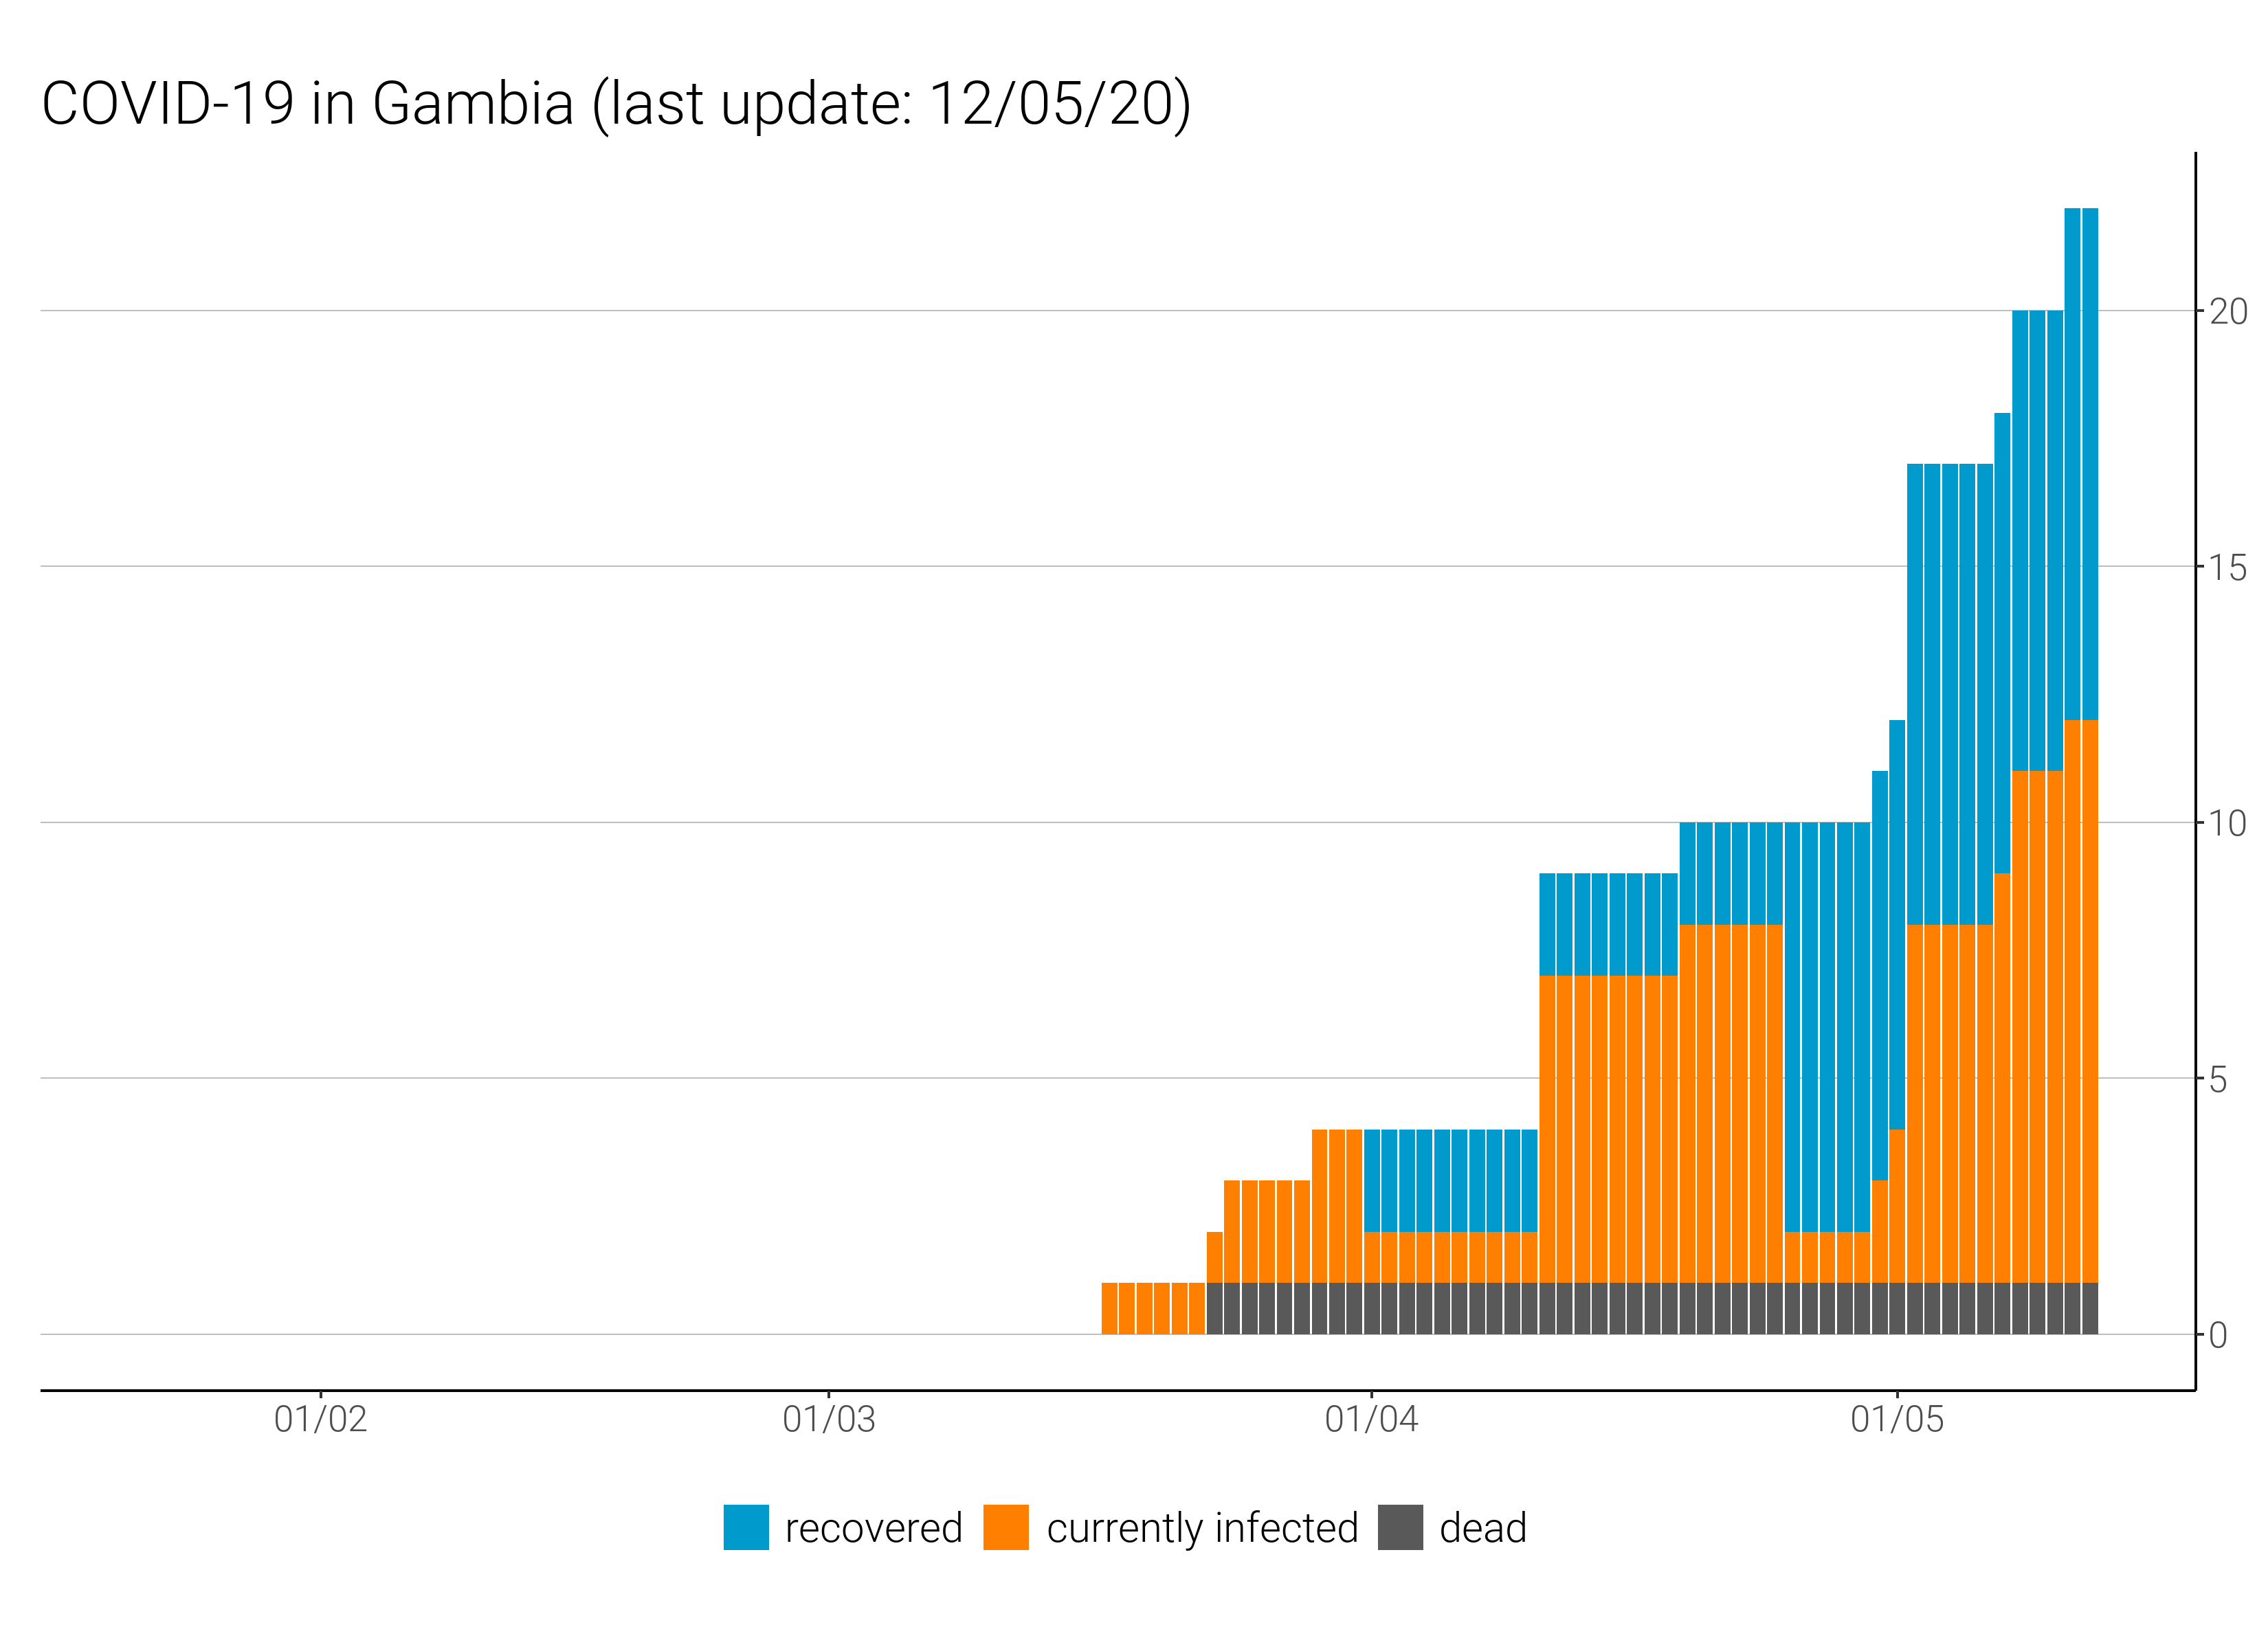 COVID-19 in Gambia (last update: 12/05/20)
20
15
10
5
0
01/02 01/03 01/04 01/05
recovered currently infected dead